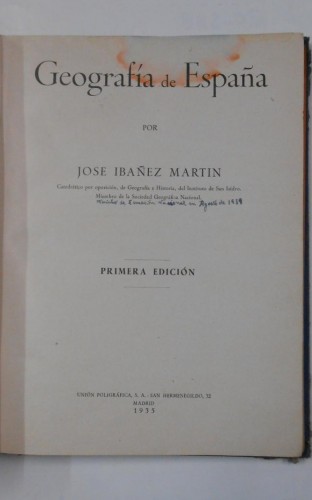 Geografía de España
POR
JOSE IBAÑEZ MARTIN
Catedrático por oposición, de Geografía e Historia, del Instituto de San Isidro.
Miembro de la Sociedad Geográfica Nacional.
Ministro de Educación Nacional en Agosto de 1939
PRIMERA EDICIÓN
UNIÓN POLIGRÁFICA, S. A. - SAN HERMENEGILDO, 32
MADRID
1935